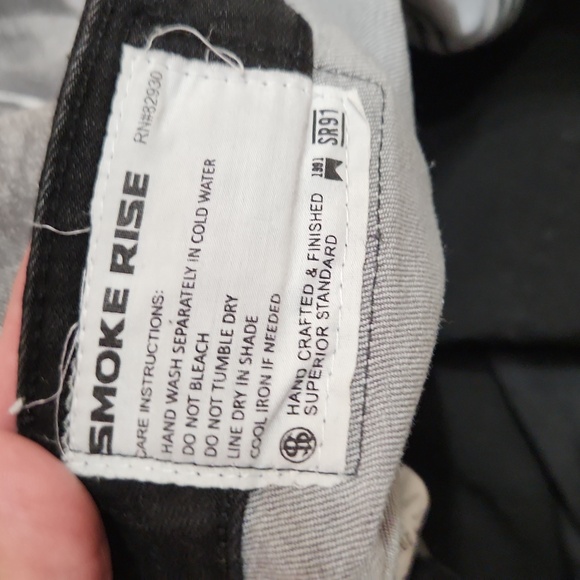 SMOKE RISE RN#82930
CARE INSTRUCTIONS:
HAND WASH SEPARATELY IN COLD WATER
DO NOT BLEACH
DO NOT TUMBLE DRY
LINE DRY IN SHADE
COOL IRON IF NEEDED
HAND CRAFTED & FINISHED
SUPERIOR STANDARD
1991
SR91